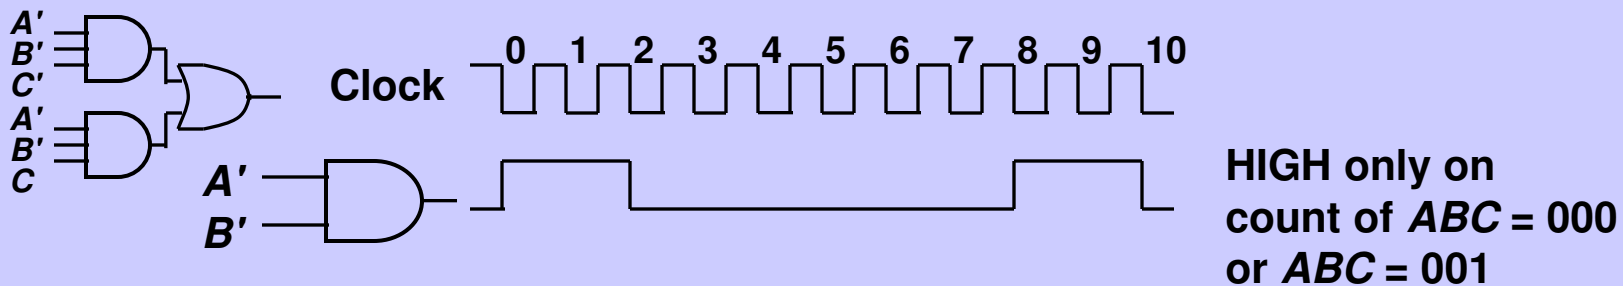 A'
B'
C'
A'
B'
C
Clock
0 1 2 3 4 5 6 7 8 9 10
A'
B'
HIGH only on
count of ABC = 000
or ABC = 001